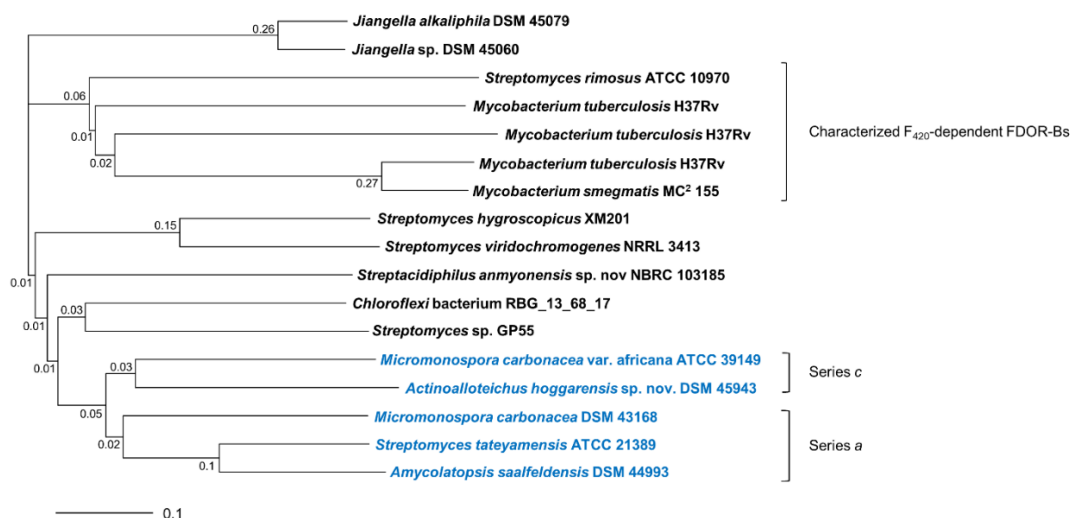 Jiangella alkaliphila DSM 45079
0.26
Jiangella sp. DSM 45060
Streptomyces rimosus ATCC 10970
0.06
Mycobacterium tuberculosis H37Rv
0.01
Characterized F₄₂₀-dependent FDOR-Bs
Mycobacterium tuberculosis H37Rv
0.02
Mycobacterium tuberculosis H37Rv
0.27
Mycobacterium smegmatis MC² 155
Streptomyces hygroscopicus XM201
0.15
Streptomyces viridochromogenes NRRL 3413
0.01
Streptacidiphilus anmyonensis sp. nov NBRC 103185
0.01
Chloroflexi bacterium RBG_13_68_17
0.03
Streptomyces sp. GP55
0.01
Micromonospora carbonacea var. africana ATCC 39149
0.03
Series c
Actinoalloteichus hoggarensis sp. nov. DSM 45943
0.05
Micromonospora carbonacea DSM 43168
0.02
Streptomyces tateyamensis ATCC 21389
Series a
0.1
Amycolatopsis saalfeldensis DSM 44993
0.1